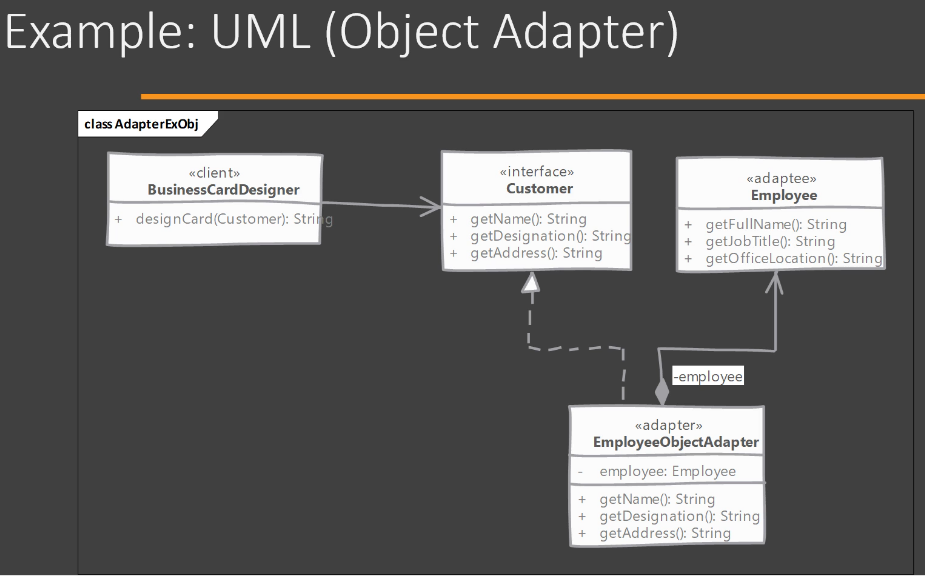 Example: UML (Object Adapter)
class AdapterExObj
«client»
BusinessCardDesigner
+ designCard(Customer): String
«interface»
Customer
+ getName(): String
+ getDesignation(): String
+ getAddress(): String
«adaptee»
Employee
+ getFullName(): String
+ getJobTitle(): String
+ getOfficeLocation(): String
-employee
«adapter»
EmployeeObjectAdapter
- employee: Employee
+ getName(): String
+ getDesignation(): String
+ getAddress(): String